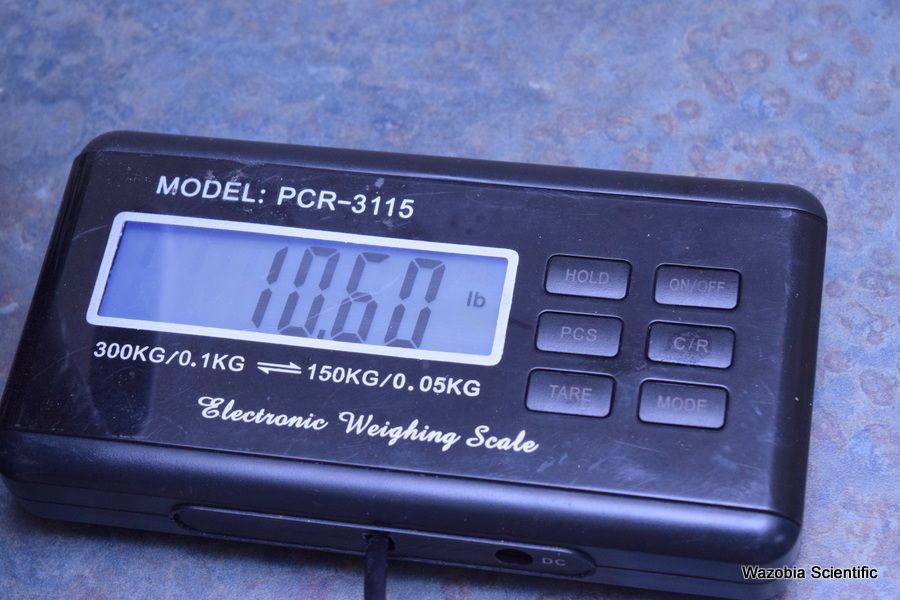 MODEL: PCR-3115
10.60 lb
300KG/0.1KG ⇌ 150KG/0.05KG
Electronic Weighing Scale
HOLD ON/OFF
PCS C/R
TARE MODE
DC
Wazobia Scientific